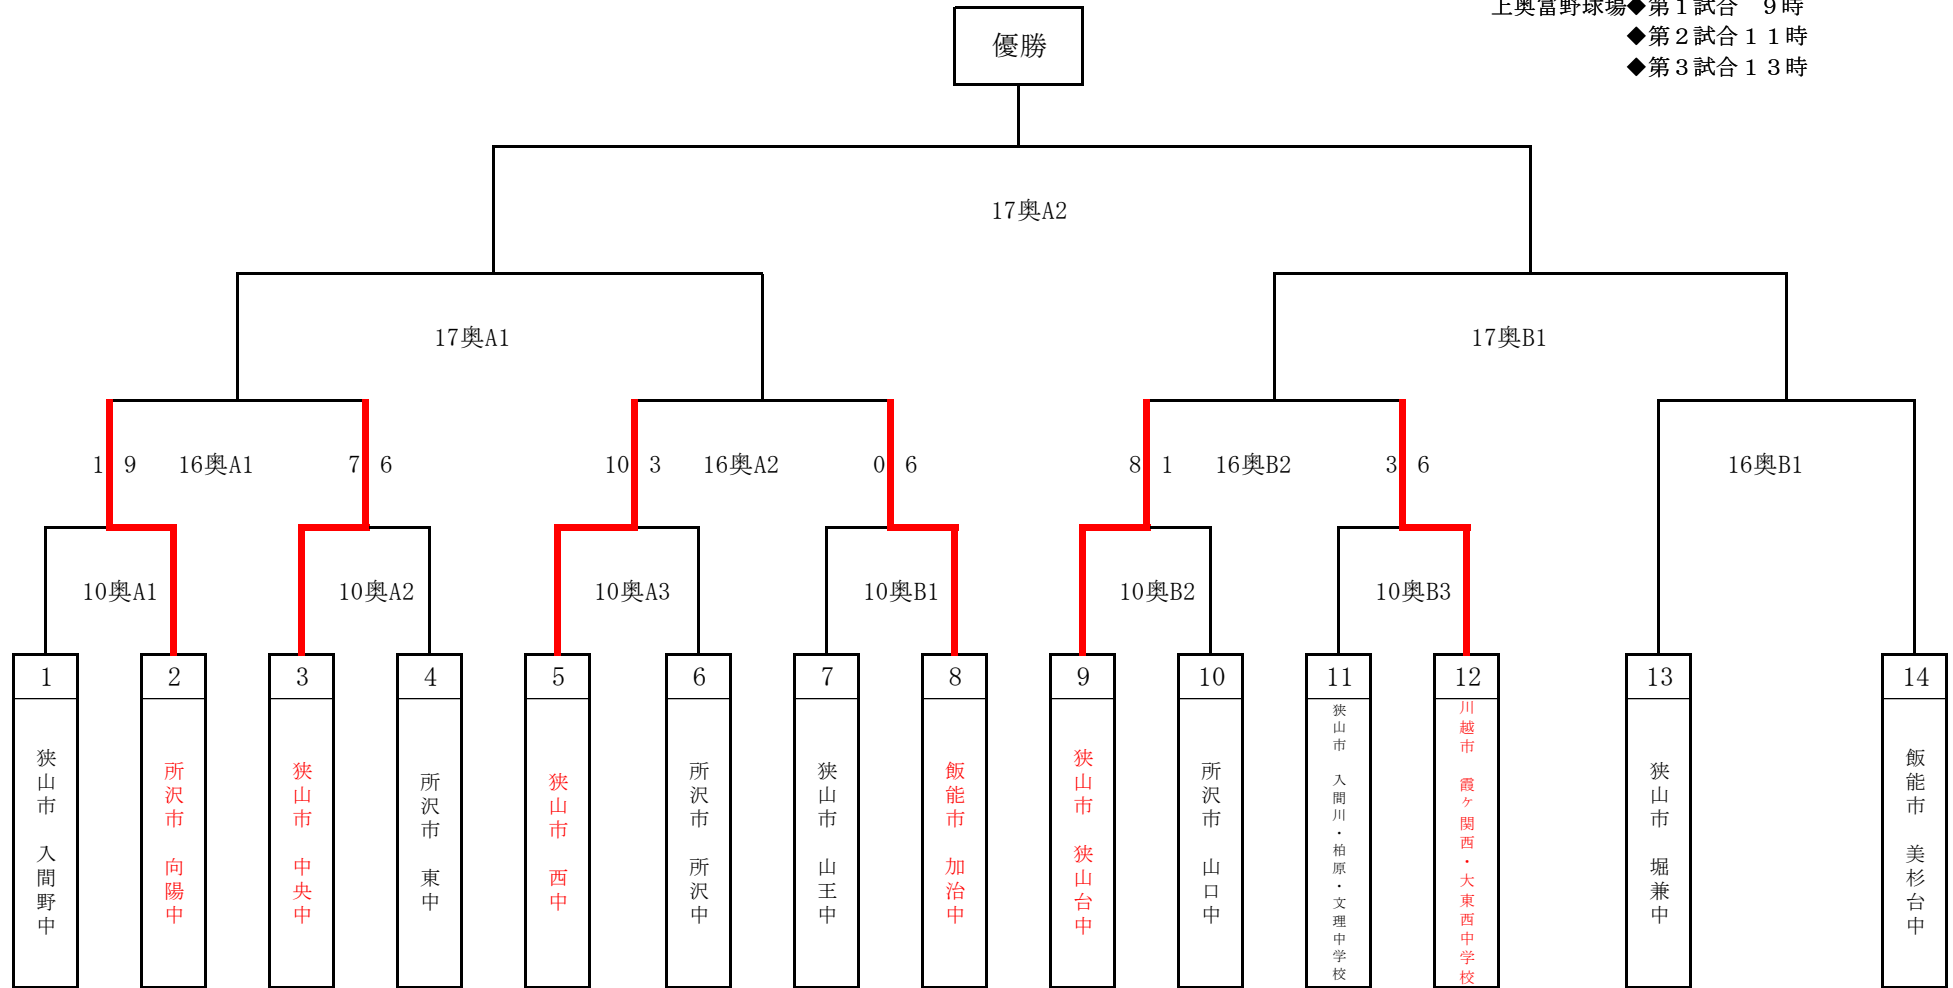 上奥富野球場◆第１試合　９時
優勝
◆第２試合１１時
◆第３試合１３時
17奥A2
17奥A1
17奥B1
1 9 16奥A1 7 6
10 3 16奥A2 0 6
8 1 16奥B2 3 6
16奥B1
10奥A1
10奥A2
10奥A3
10奥B1
10奥B2
10奥B3
1
狭山市　入間野中
2
所沢市　向陽中
3
狭山市　中央中
4
所沢市　東中
5
狭山市　西中
6
所沢市　所沢中
7
狭山市　山王中
8
飯能市　加治中
9
狭山市　狭山台中
10
所沢市　山口中
11
狭山市　入間川・柏原・文理中学校
12
川越市　霞ケ関西・大東西中学校
13
狭山市　堀兼中
14
飯能市　美杉台中